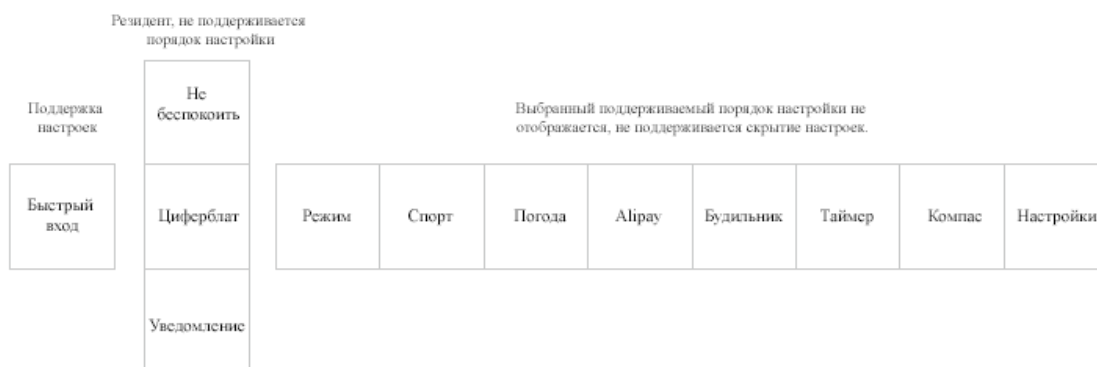 Резидент, не поддерживается
порядок настройки
Не
беспокоить
Поддержка
настроек
Выбранный поддерживаемый порядок настройки не
отображается, не поддерживается скрытие настроек.
Быстрый
вход
Циферблат
Режим
Спорт
Погода
Alipay
Будильник
Таймер
Компас
Настройки
Уведомление